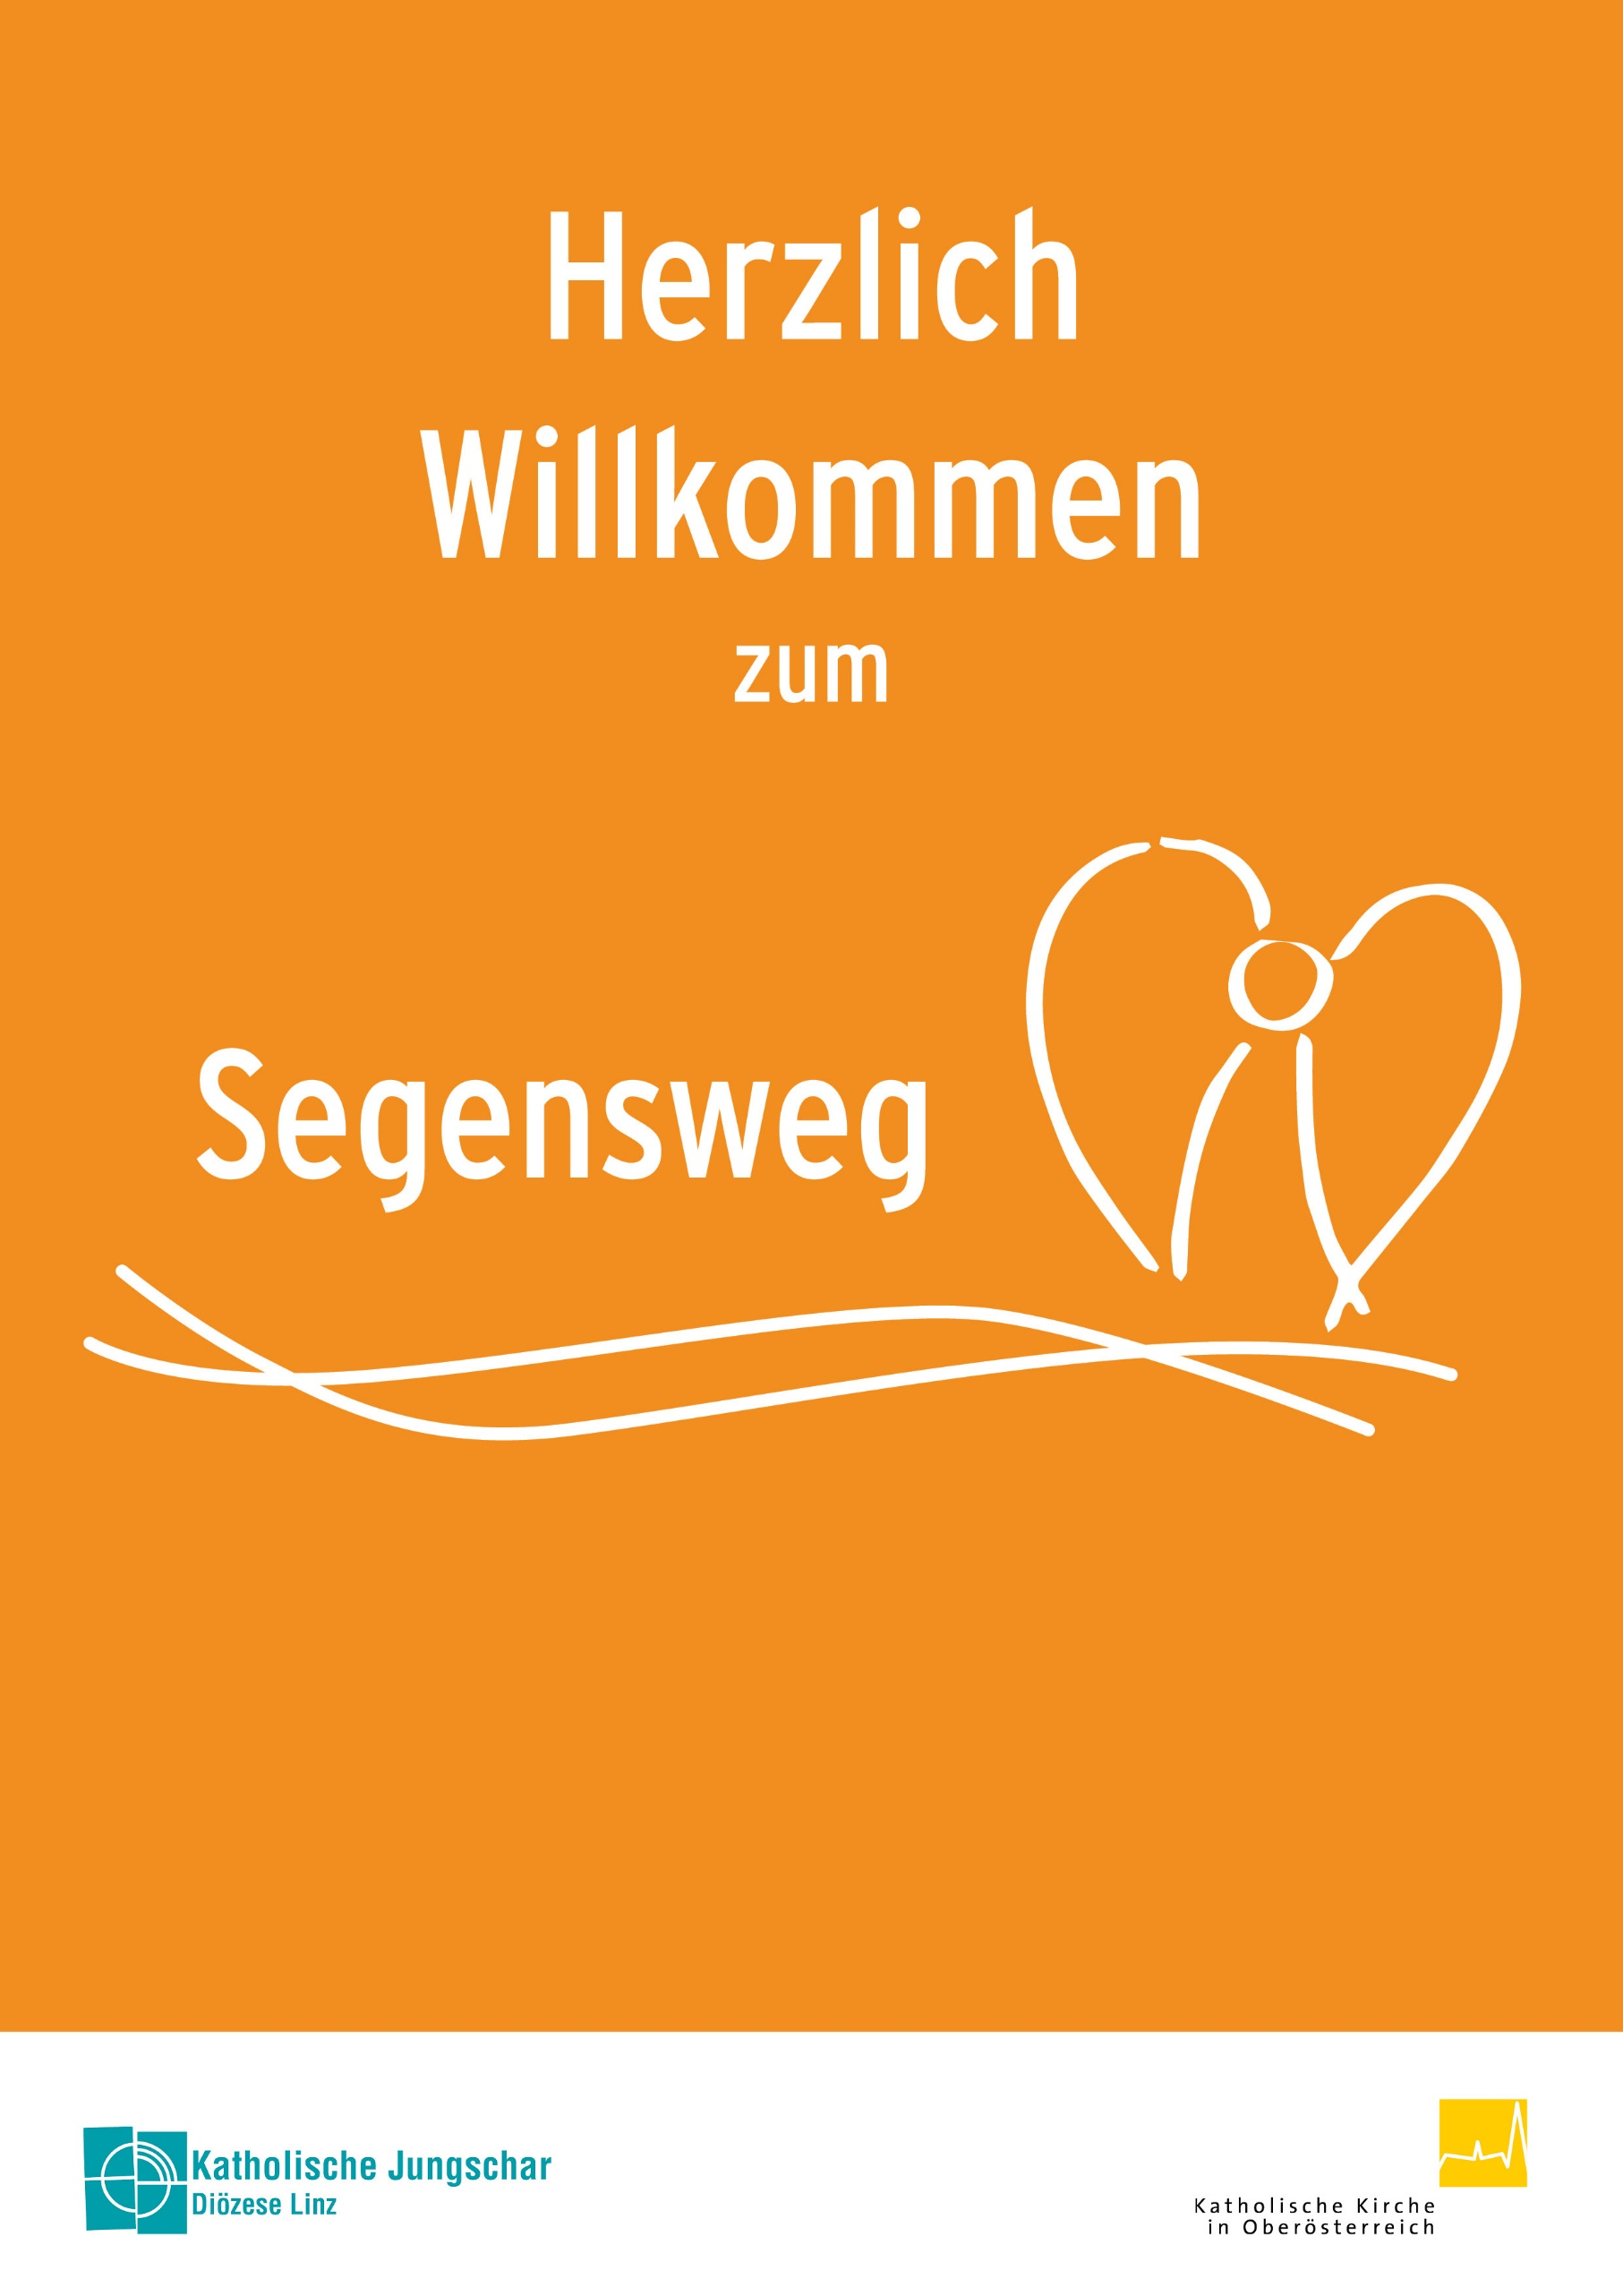 Herzlich
Willkommen
zum
Segensweg
Katholische Jungschar
Diözese Linz
Katholische Kirche
in Oberösterreich